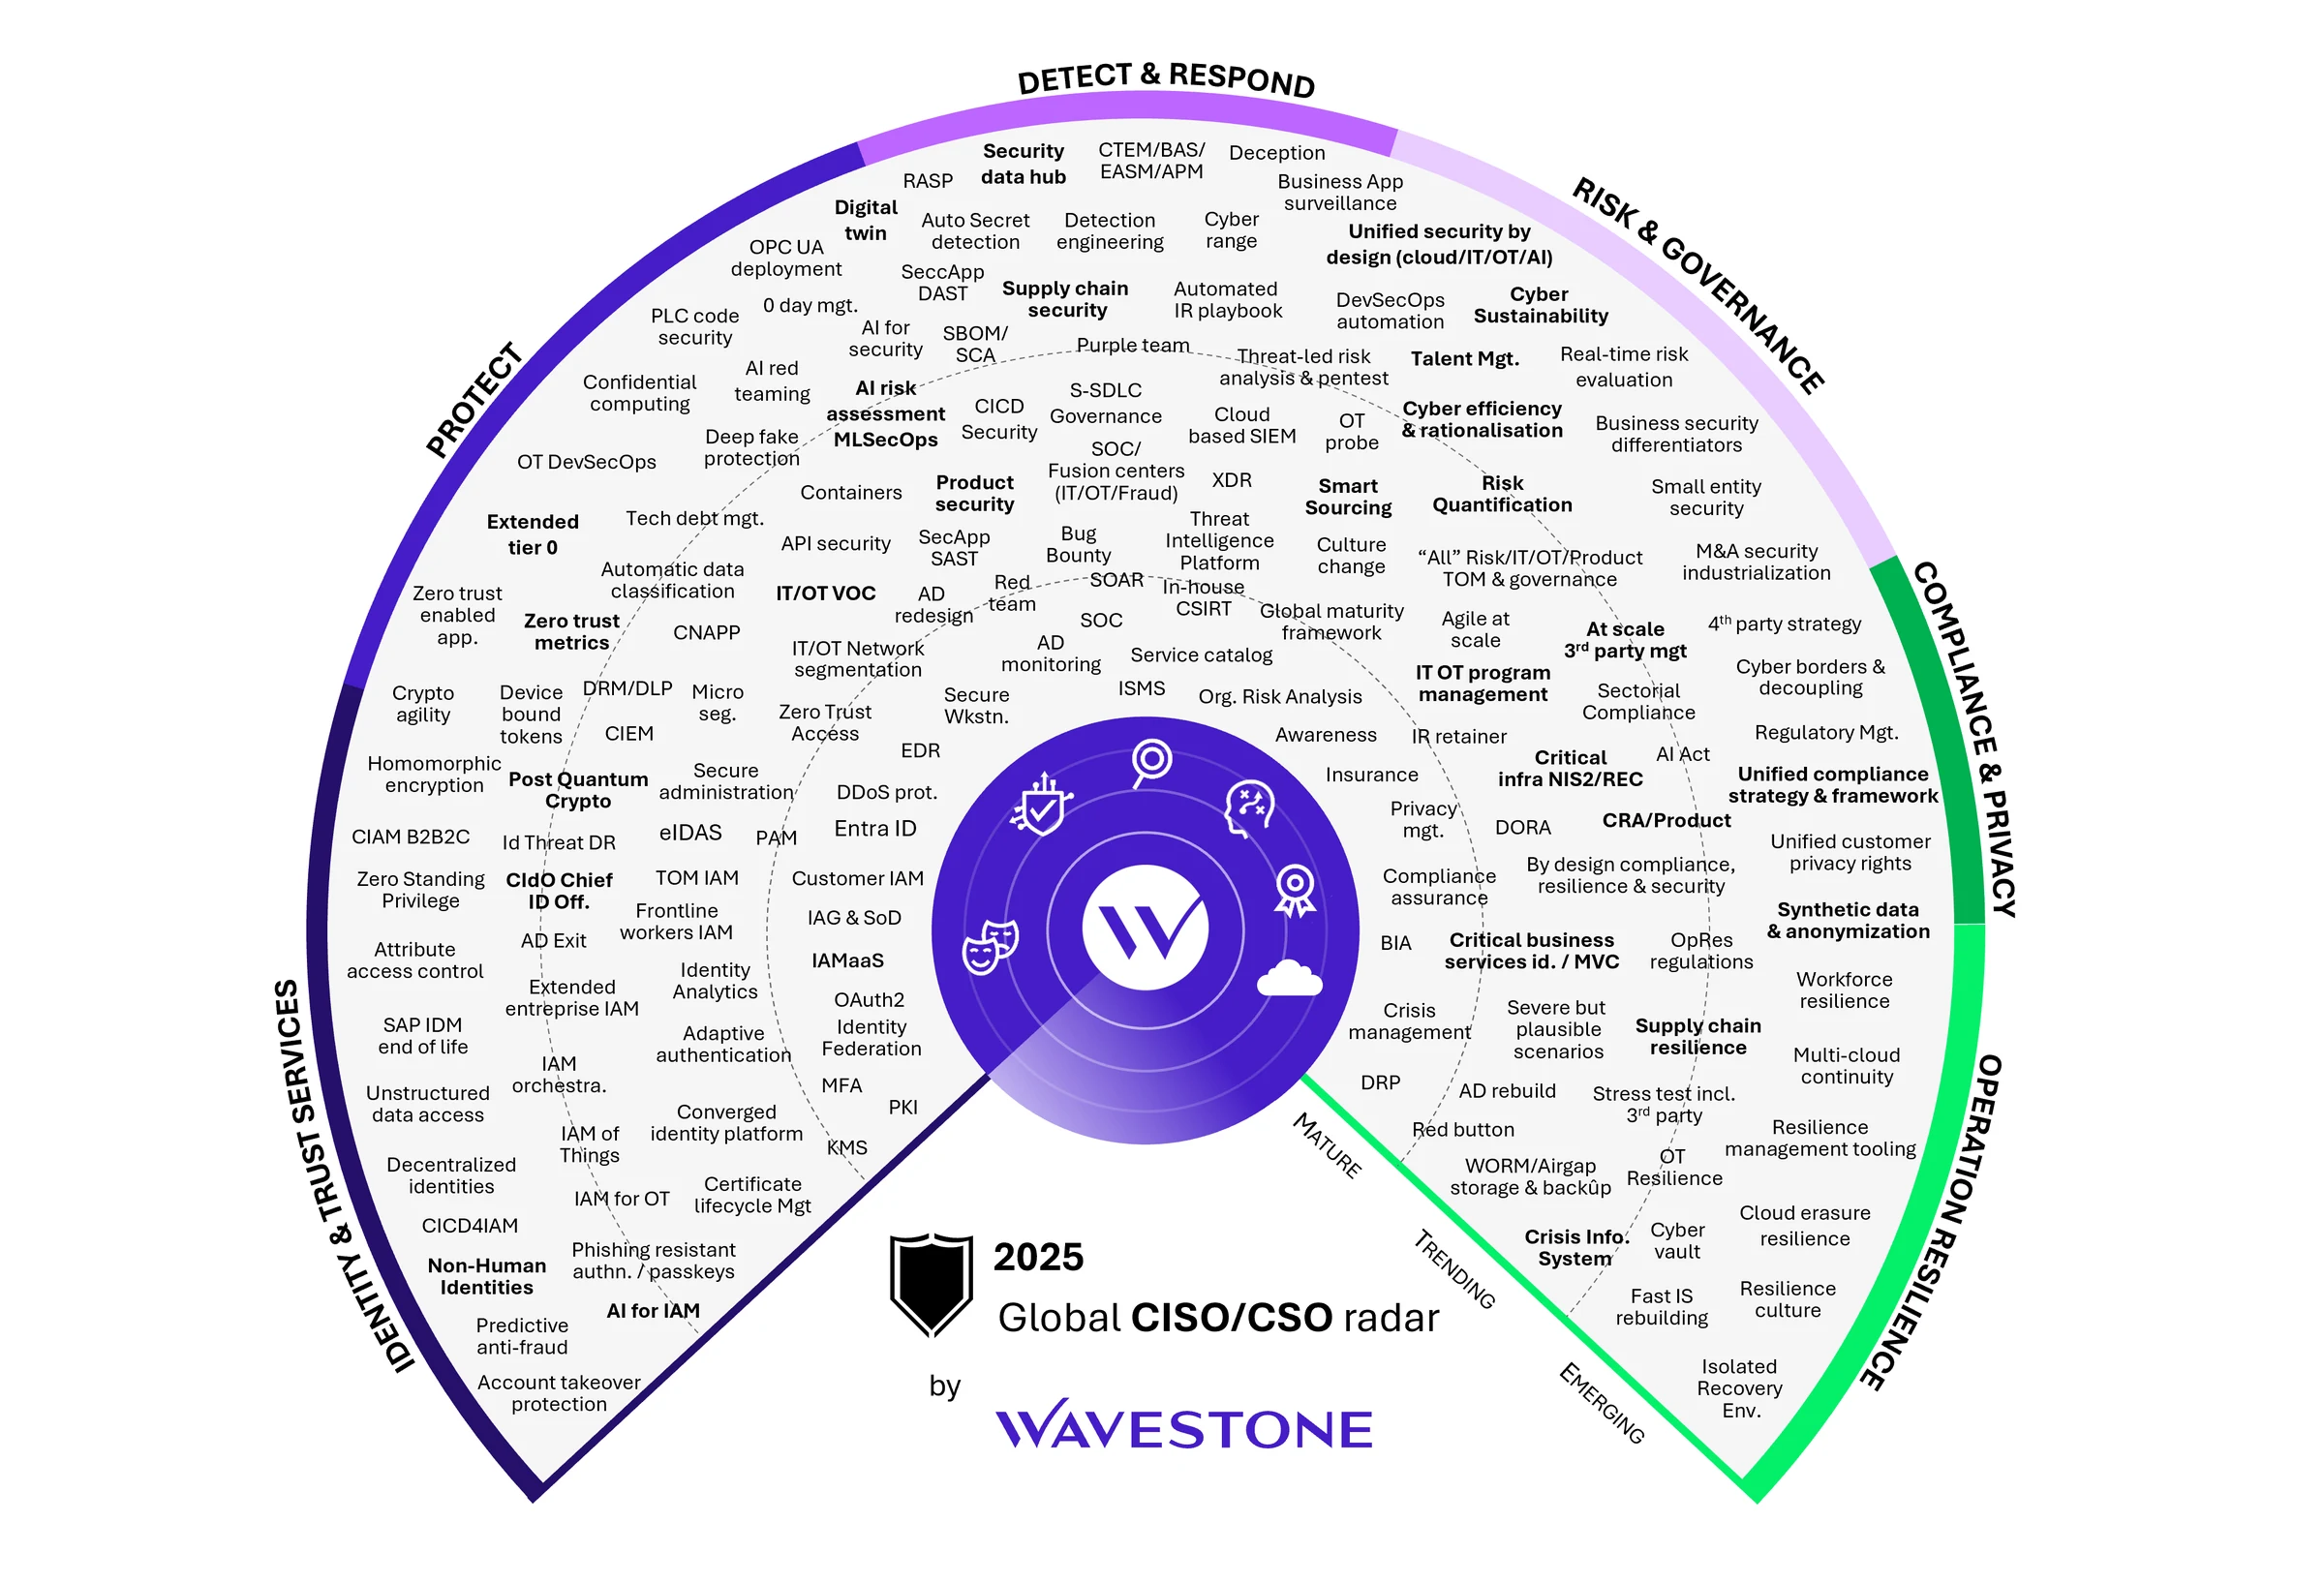 DETECT & RESPOND
Security
data hub
CTEM/BAS/
EASM/APM
Deception
RASP
Business App
surveillance
Digital
twin
Auto Secret
detection
Detection
engineering
Cyber
range
Unified security by
design (cloud/IT/OT/AI)
OPC UA
deployment
SeccApp
DAST
Supply chain
security
Automated
IR playbook
DevSecOps
automation
Cyber
Sustainability
0 day mgt.
PLC code
security
AI for
security
SBOM/
SCA
Purple team
Threat-led risk
analysis & pentest
Talent Mgt.
Real-time risk
evaluation
RISK & GOVERNANCE
PROTECT
Confidential
computing
AI red
teaming
AI risk
assessment
MLSecOps
CICD
Security
S-SDLC
Governance
Cloud
based SIEM
OT
probe
Cyber efficiency
& rationalisation
Business security
differentiators
OT DevSecOps
Deep fake
protection
Containers
Product
security
SOC/
Fusion centers
(IT/OT/Fraud)
XDR
Smart
Sourcing
Risk
Quantification
Small entity
security
Extended
tier 0
Tech debt mgt.
API security
SecApp
SAST
Bug
Bounty
Threat
Intelligence
Platform
Culture
change
“All” Risk/IT/OT/Product
TOM & governance
M&A security
industrialization
Automatic data
classification
IT/OT VOC
AD
redesign
Red
team
SOAR
In-house
CSIRT
Global maturity
framework
Agile at
scale
At scale
3rd party mgt
4th party strategy
Zero trust
enabled
app.
Zero trust
metrics
CNAPP
IT/OT Network
segmentation
AD
monitoring
SOC
Service catalog
IT OT program
management
Cyber borders &
decoupling
COMPLIANCE & PRIVACY
Crypto
agility
Device
bound
tokens
DRM/DLP
Micro
seg.
Zero Trust
Access
Secure
Wkstn.
ISMS
Org. Risk Analysis
Sectorial
Compliance
Regulatory Mgt.
CIEM
EDR
Awareness
IR retainer
AI Act
Homomorphic
encryption
Post Quantum
Crypto
Secure
administration
DDoS prot.
Insurance
Critical
infra NIS2/REC
Unified compliance
strategy & framework
CIAM B2B2C
Id Threat DR
eIDAS
PAM
Entra ID
Privacy
mgt.
DORA
CRA/Product
Unified customer
privacy rights
Zero Standing
Privilege
CIdO Chief
ID Off.
TOM IAM
Customer IAM
Compliance
assurance
By design compliance,
resilience & security
Frontline
workers IAM
IAG & SoD
Synthetic data
& anonymization
AD Exit
Attribute
access control
IAMaaS
W
BIA
Critical business
services id. / MVC
OpRes
regulations
Identity
Analytics
Extended
entreprise IAM
OAuth2
Workforce
resilience
IDENTITY & TRUST SERVICES
SAP IDM
end of life
Adaptive
authentication
Identity
Federation
Crisis
management
Severe but
plausible
scenarios
Supply chain
resilience
Multi-cloud
continuity
OPERATION RESILIENCE
IAM
orchestra.
MFA
PKI
DRP
AD rebuild
Stress test incl.
3rd party
Unstructured
data access
Converged
identity platform
KMS
Red button
Resilience
management tooling
IAM of
Things
MATURE
WORM/Airgap
storage & backûp
OT
Resilience
Decentralized
identities
IAM for OT
Certificate
lifecycle Mgt
CICD4IAM
Cloud erasure
resilience
Crisis Info.
System
Cyber
vault
Non-Human
Identities
Phishing resistant
authn. / passkeys
TRENDING
AI for IAM
Fast IS
rebuilding
Resilience
culture
Predictive
anti-fraud
Account takeover
protection
EMERGING
Isolated
Recovery
Env.
2025
Global CISO/CSO radar
by
WAVESTONE